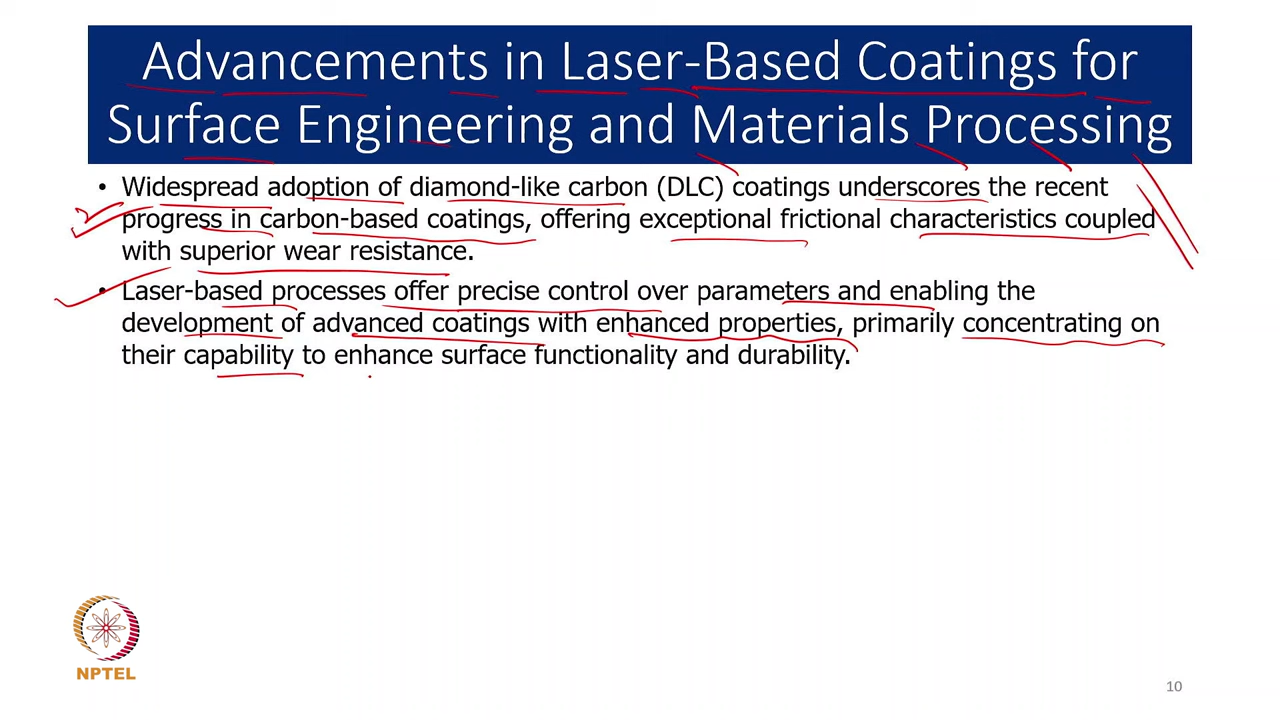 Advancements in Laser-Based Coatings for
Surface Engineering and Materials Processing
• Widespread adoption of diamond-like carbon (DLC) coatings underscores the recent
progress in carbon-based coatings, offering exceptional frictional characteristics coupled
with superior wear resistance.
• Laser-based processes offer precise control over parameters and enabling the
development of advanced coatings with enhanced properties, primarily concentrating on
their capability to enhance surface functionality and durability.
NPTEL
10